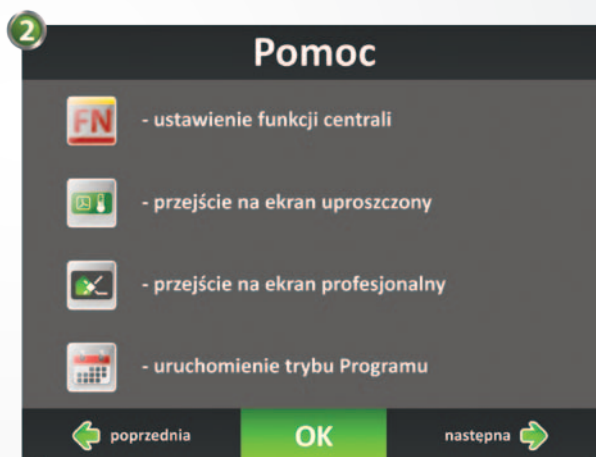 2
Pomoc
FN - ustawienie funkcji centrali
- przejście na ekran uproszczony
- przejście na ekran profesjonalny
- uruchomienie trybu Programu
poprzednia OK następna